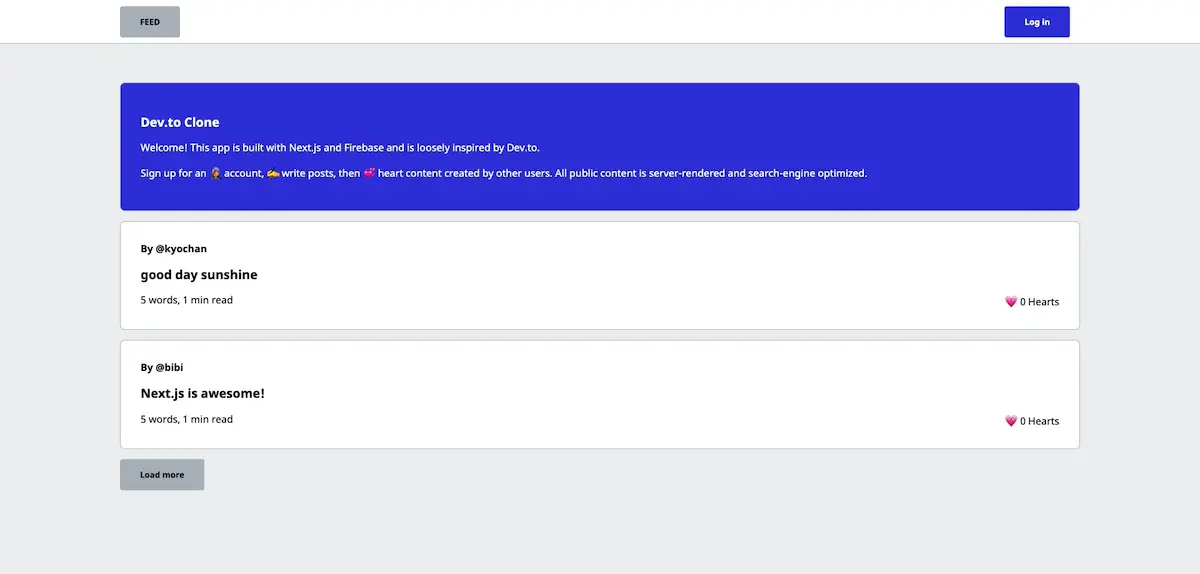 FEED
Log in
Dev.to Clone
Welcome! This app is built with Next.js and Firebase and is loosely inspired by Dev.to.
Sign up for an 👩‍🎤 account, ✍️ write posts, then 💞 heart content created by other users. All public content is server-rendered and search-engine optimized.
By @kyochan
good day sunshine
5 words, 1 min read
💗 0 Hearts
By @bibi
Next.js is awesome!
5 words, 1 min read
💗 0 Hearts
Load more